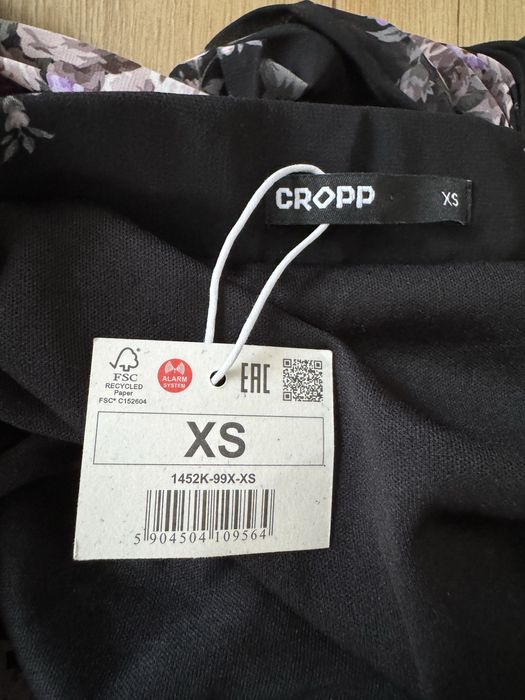 CROPP
XS
FSC
RECYCLED
Paper
FSC® C152604
ALARM
SYSTEM
EAC
XS
1452K-99X-XS
5 904504 109564